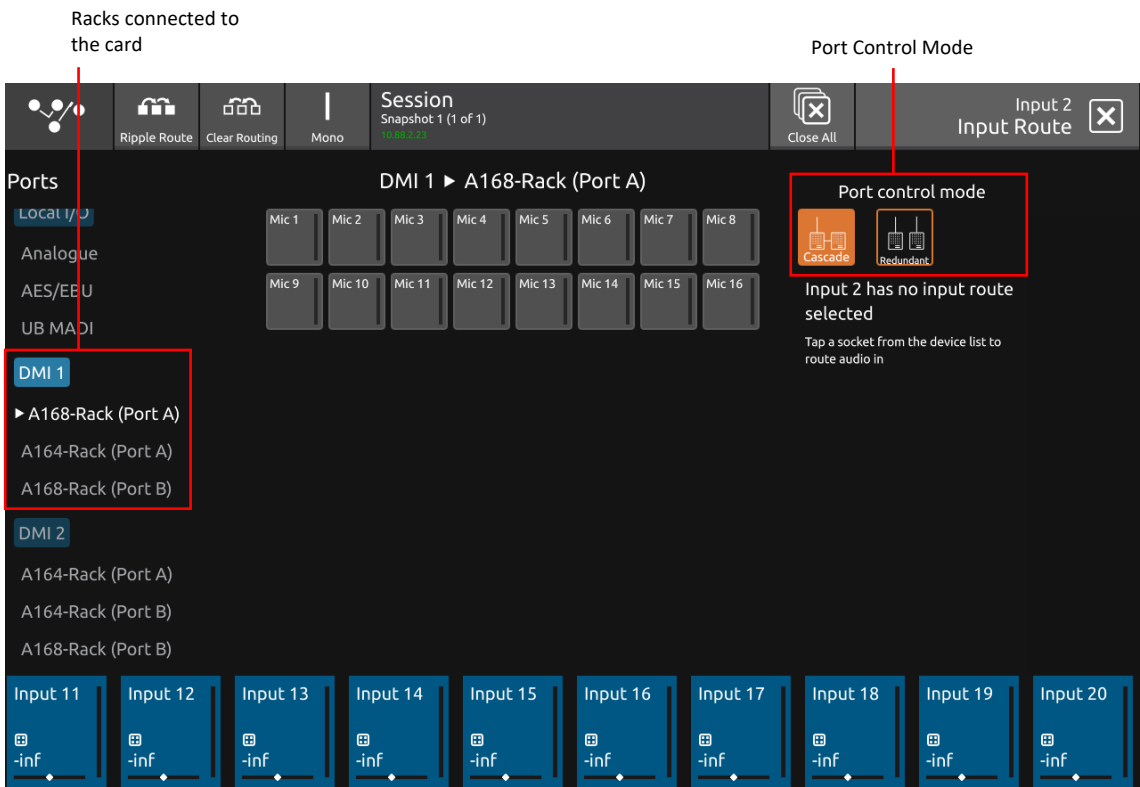 Racks connected to
the card
Port Control Mode
Ripple Route
Clear Routing
Mono
Session
Snapshot 1 (1 of 1)
10.88.2.23
Close All
Input 2
Input Route
Ports
Local I/O
Analogue
AES/EBU
UB MADI
DMI 1
A168-Rack (Port A)
A164-Rack (Port A)
A168-Rack (Port B)
DMI 2
A164-Rack (Port A)
A164-Rack (Port B)
A168-Rack (Port B)
DMI 1 ▶ A168-Rack (Port A)
Mic 1
Mic 2
Mic 3
Mic 4
Mic 5
Mic 6
Mic 7
Mic 8
Mic 9
Mic 10
Mic 11
Mic 12
Mic 13
Mic 14
Mic 15
Mic 16
Port control mode
Cascade
Redundant
Input 2 has no input route
selected
Tap a socket from the device list to
route audio in
Input 11
-inf
Input 12
-inf
Input 13
-inf
Input 14
-inf
Input 15
-inf
Input 16
-inf
Input 17
-inf
Input 18
-inf
Input 19
-inf
Input 20
-inf